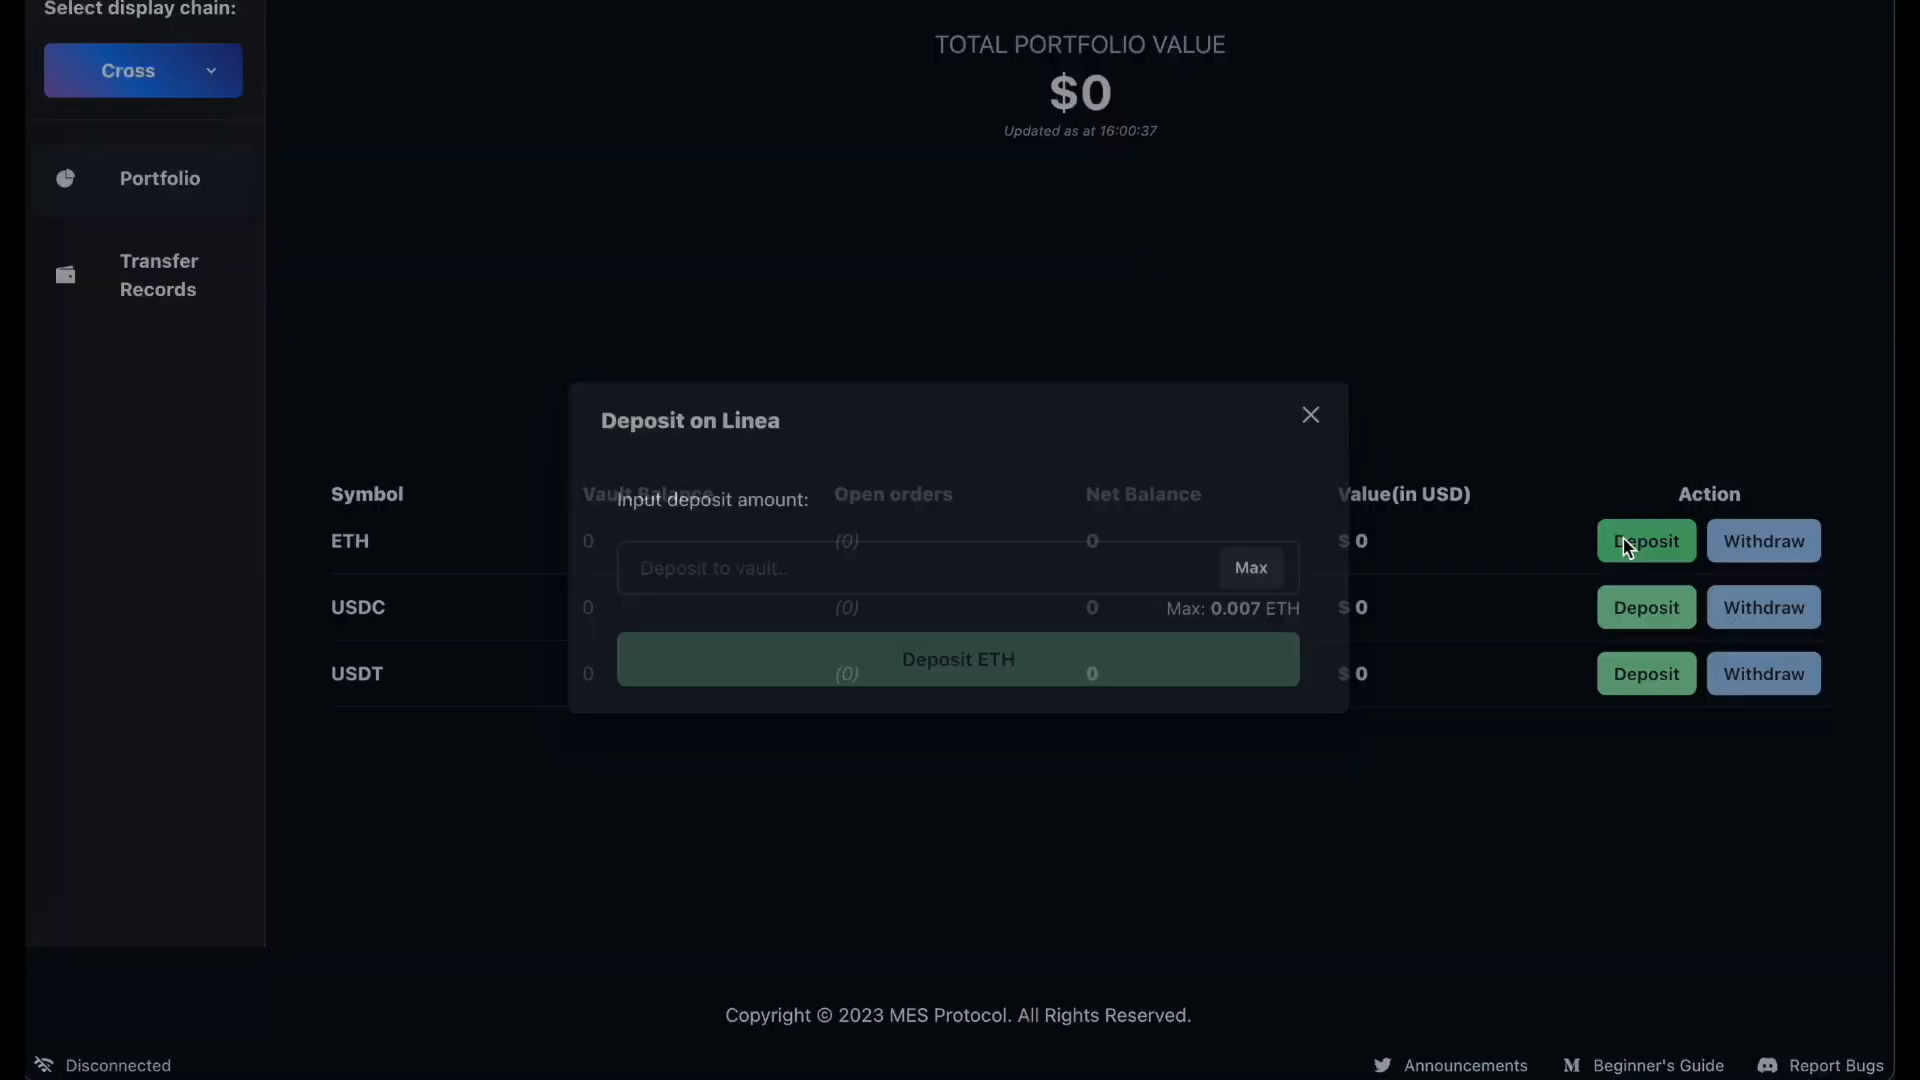 Select display chain:
Cross
TOTAL PORTFOLIO VALUE
$0
Updated as at 16:00:37
Portfolio
Transfer
Records
Deposit on Linea
Symbol Vault Balance Open orders Net Balance Value(in USD) Action
Input deposit amount:
ETH 0 (0) 0 $ 0 Deposit Withdraw
Deposit to vault.. Max
USDC 0 (0) 0 $ 0 Deposit Withdraw
Max: 0.007 ETH
Deposit ETH
USDT 0 (0) 0 $ 0 Deposit Withdraw
Copyright © 2023 MES Protocol. All Rights Reserved.
Disconnected Announcements Beginner's Guide Report Bugs